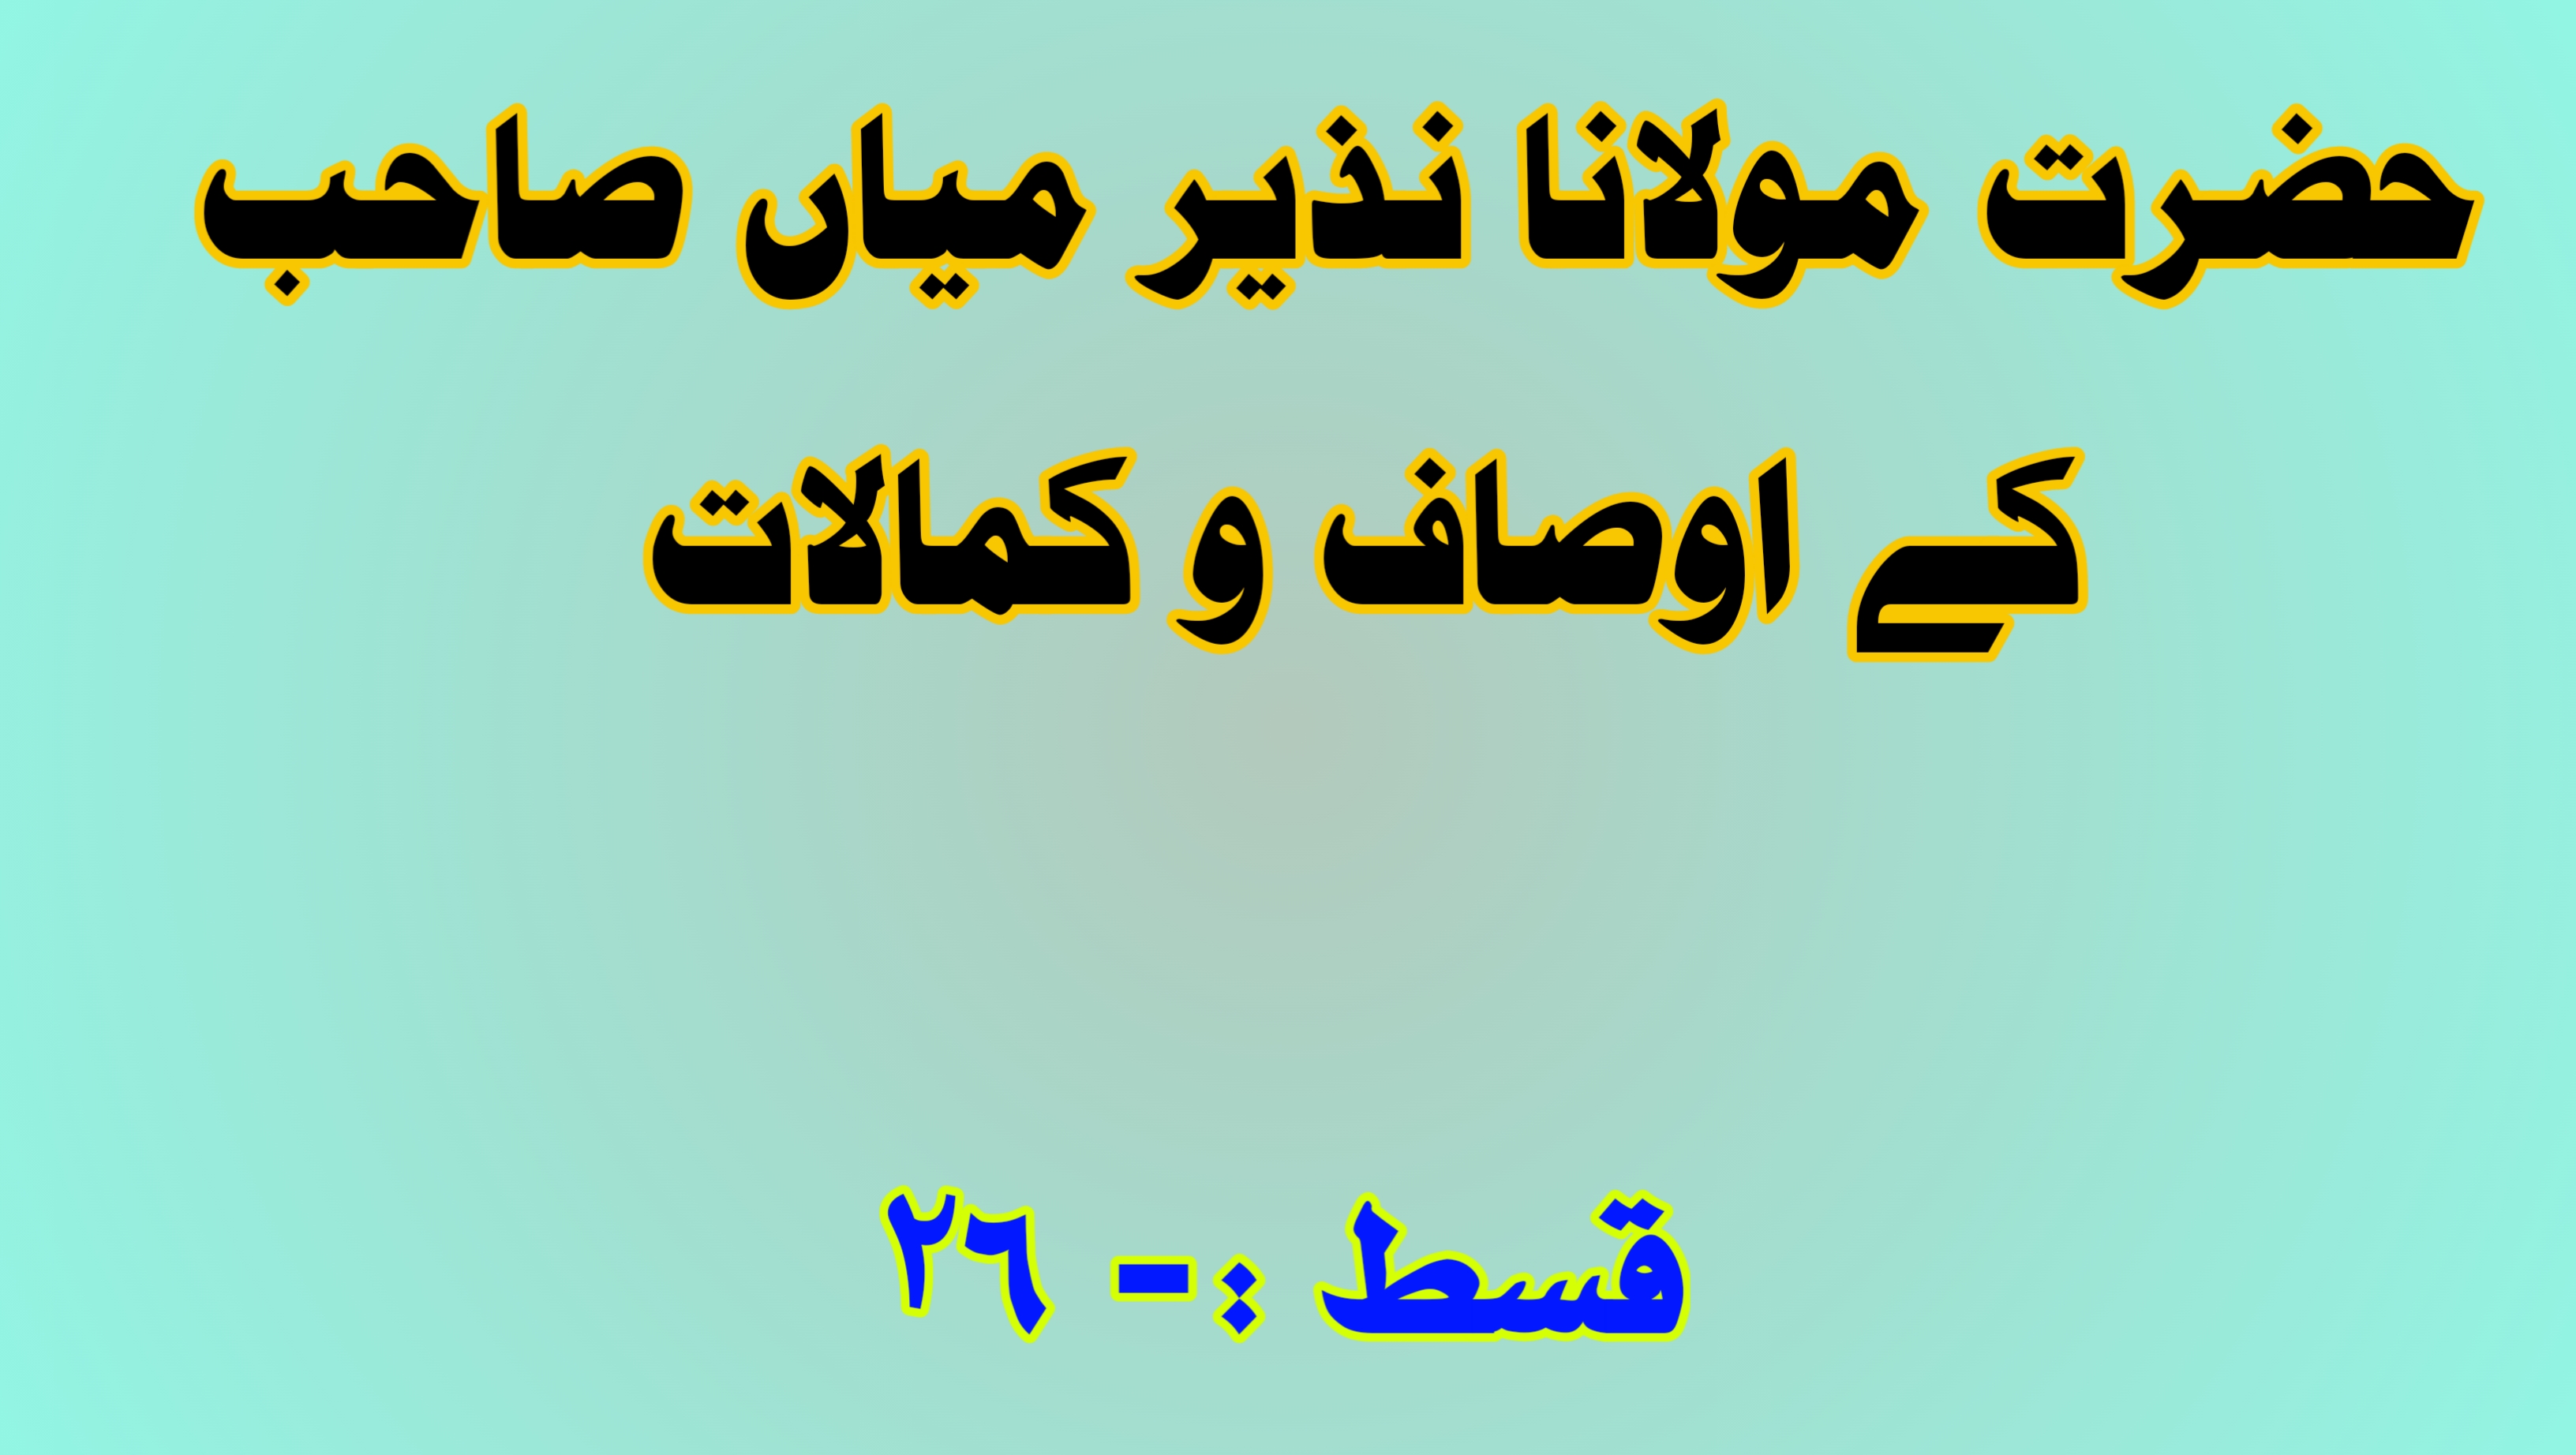 حضرت مولانا نذیر میاں صاحب
کے اوصاف و کمالات
قسط :- ٢٦